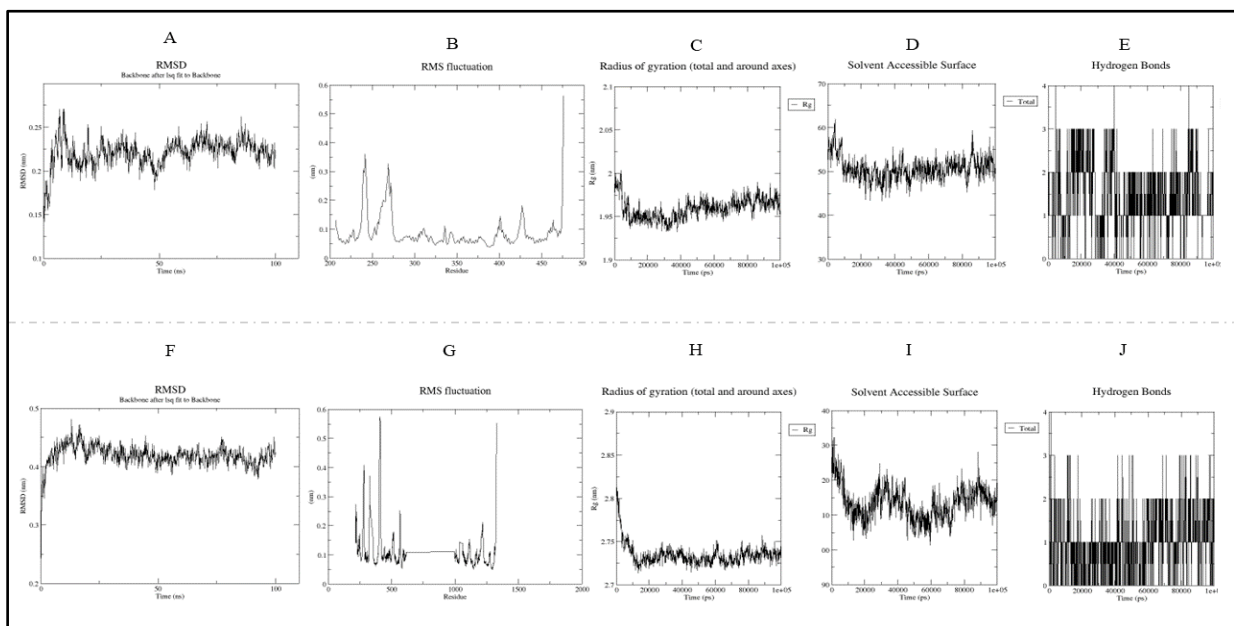 A
B
C
D
E
RMSD
Backbone after lsq fit to Backbone
RMSD (nm)
0.25
0.2
0.15
0.1
0
50
100
Time (ns)
RMS fluctuation
(nm)
0.6
0.5
0.4
0.3
0.2
0.1
0
200
250
300
350
400
450
50
Residue
Radius of gyration (total and around axes)
Rg (nm)
2.1
2.05
2
1.95
1.9
0
20000
40000
60000
80000
1e+05
Time (ps)
Rg
Solvent Accessible Surface
70
60
50
40
30
0
20000
40000
60000
80000
1e+05
Time (ps)
Total
Hydrogen Bonds
4
3
2
1
0
0
20000
40000
60000
80000
1e+0
Time (ps)
F
G
H
I
J
RMSD
Backbone after lsq fit to Backbone
RMSD (nm)
0.5
0.4
0.3
0.2
0
50
100
Time (ns)
RMS fluctuation
(nm)
0.6
0.5
0.4
0.3
0.2
0.1
0
0
500
1000
1500
2000
Residue
Radius of gyration (total and around axes)
Rg (nm)
2.9
2.85
2.8
2.75
2.7
0
20000
40000
60000
80000
1e+05
Time (ps)
Rg
Solvent Accessible Surface
40
30
20
10
00
90
0
20000
40000
60000
80000
1e+05
Time (ps)
Total
Hydrogen Bonds
4
3
2
1
0
0
20000
40000
60000
80000
1e+0
Time (ps)